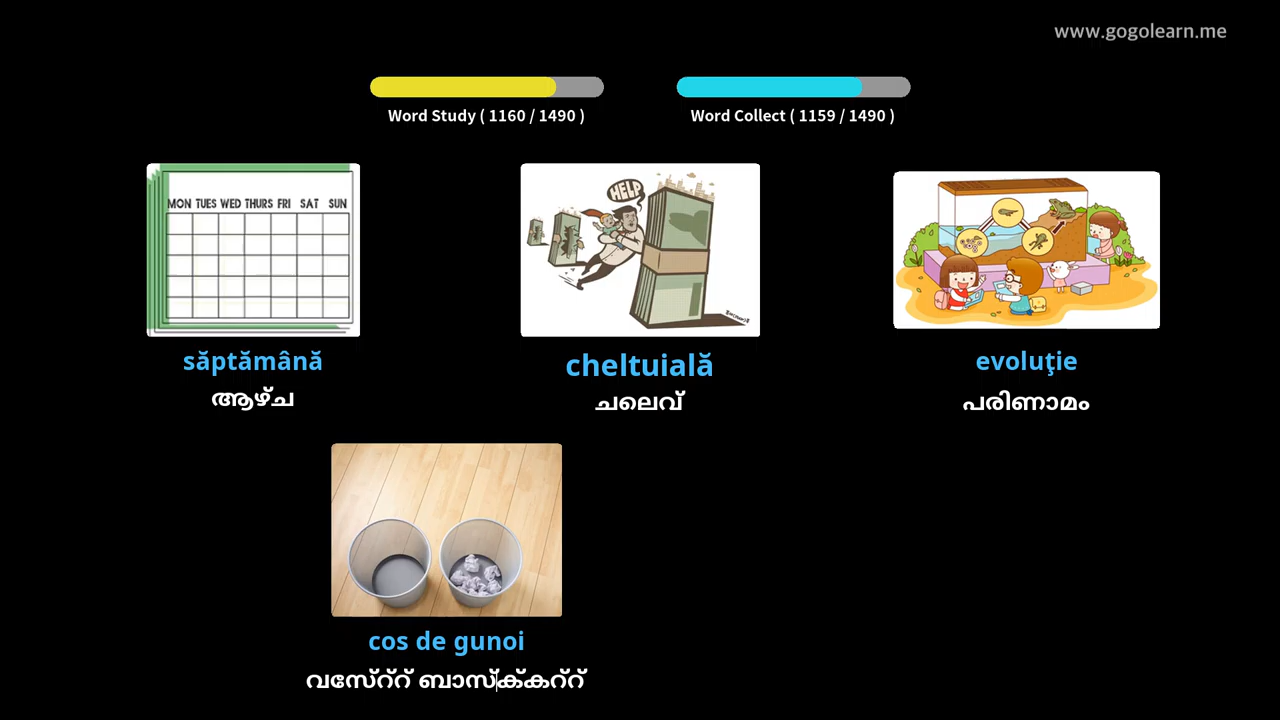 www.gogolearn.me
Word Study ( 1160 / 1490 )
Word Collect ( 1159 / 1490 )
MON TUES WED THURS FRI SAT SUN
HELP
săptămână
cheltuială
evoluţie
ആഴ്ച
ചലെവ്
പരിണാമം
cos de gunoi
വസ്റേ്റ് ബാസ്ക്കറ്റ്